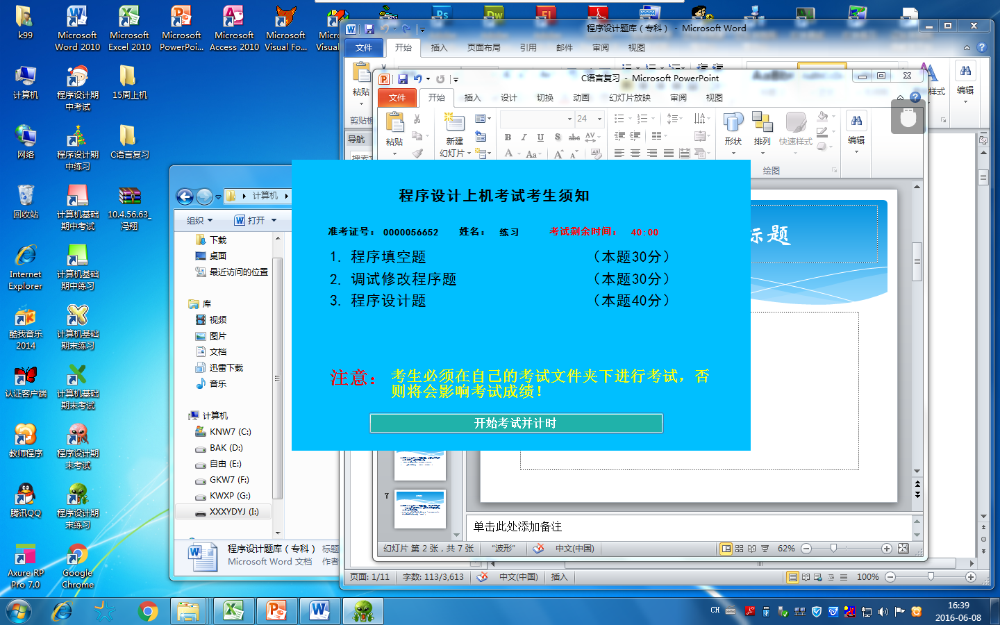 k99
Microsoft Word 2010
Microsoft Excel 2010
Microsoft PowerPoi...
Microsoft Access 2010
Microsoft Visual Fo...
计算机
程序设计期中考试
15周上机
网络
程序设计期中练习
C语言复习
回收站
计算机基础期中考试
10.4.56.63_冯翔
Internet Explorer
计算机基础期中练习
酷我音乐2014
计算机基础期末练习
认证客户端
计算机基础期末考试
教师程序
程序设计期末考试
腾讯QQ
程序设计期末练习
Axure RP Pro 7.0
Google Chrome
程序设计题库（专科） - Microsoft Word
文件 开始 插入 页面布局 引用 邮件 审阅 视图
粘贴
编辑
导航
C语言复习 - Microsoft PowerPoint
文件 开始 插入 设计 切换 动画 幻灯片放映 审阅 视图
粘贴 新建幻灯片 24 形状 排列 快速样式 编辑
绘图
计算机
组织 打开
下载
桌面
最近访问的位置
库
视频
图片
文档
迅雷下载
音乐
计算机
KNW7 (C:)
BAK (D:)
自由 (E:)
GKW7 (F:)
KWXP (G:)
XXXYDYJ (I:)
程序设计题库（专科） 标题
Microsoft Word 文档 作者
程序设计上机考试考生须知
准考证号： 0000056652 姓名： 练习 考试剩余时间： 40:00
1. 程序填空题 （本题30分）
2. 调试修改程序题 （本题30分）
3. 程序设计题 （本题40分）
注意： 考生必须在自己的考试文件夹下进行考试，否
则将会影响考试成绩！
开始考试并计时
标题
7
单击此处添加备注
幻灯片 第 2 张，共 7 张 “波形” 中文(中国) 62%
页面: 1/11 字数: 113/3,613 中文(中国) 插入 100%
CH
16:39
2016-06-08